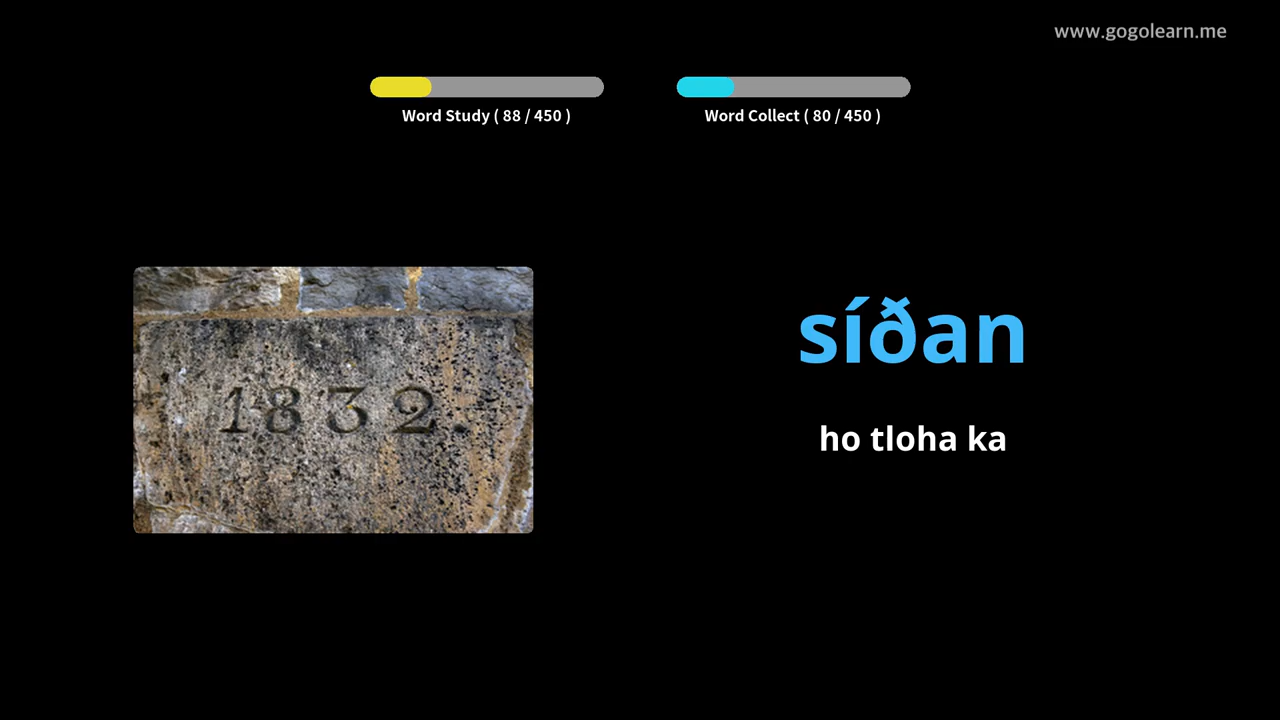 www.gogolearn.me
Word Study ( 88 / 450 )
Word Collect ( 80 / 450 )
1832.
síðan
ho tloha ka